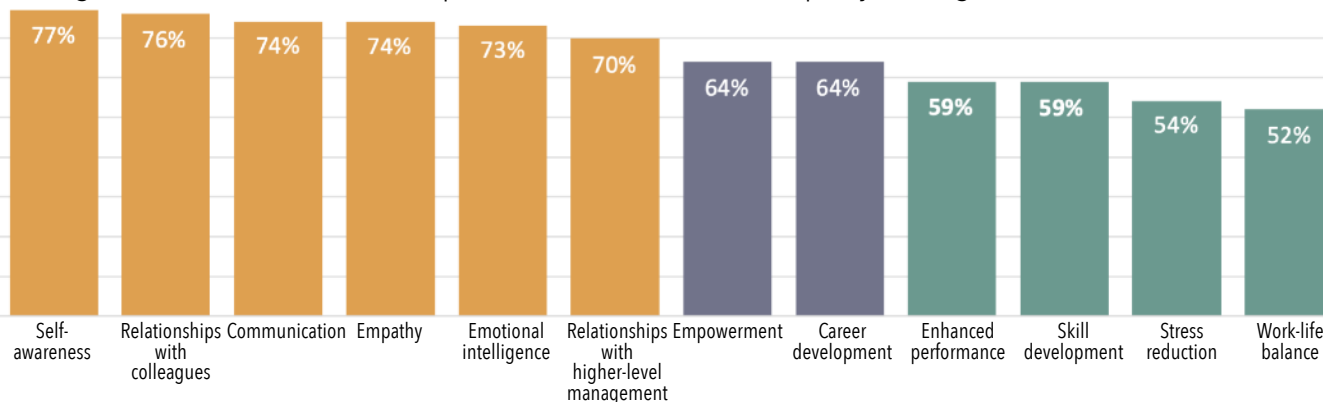 77%
76%
74%
74%
73%
70%
64%
64%
59%
59%
54%
52%
Self-
awareness
Relationships
with
colleagues
Communication
Empathy
Emotional
intelligence
Relationships
with
higher-level
management
Empowerment
Career
development
Enhanced
performance
Skill
development
Stress
reduction
Work-life
balance